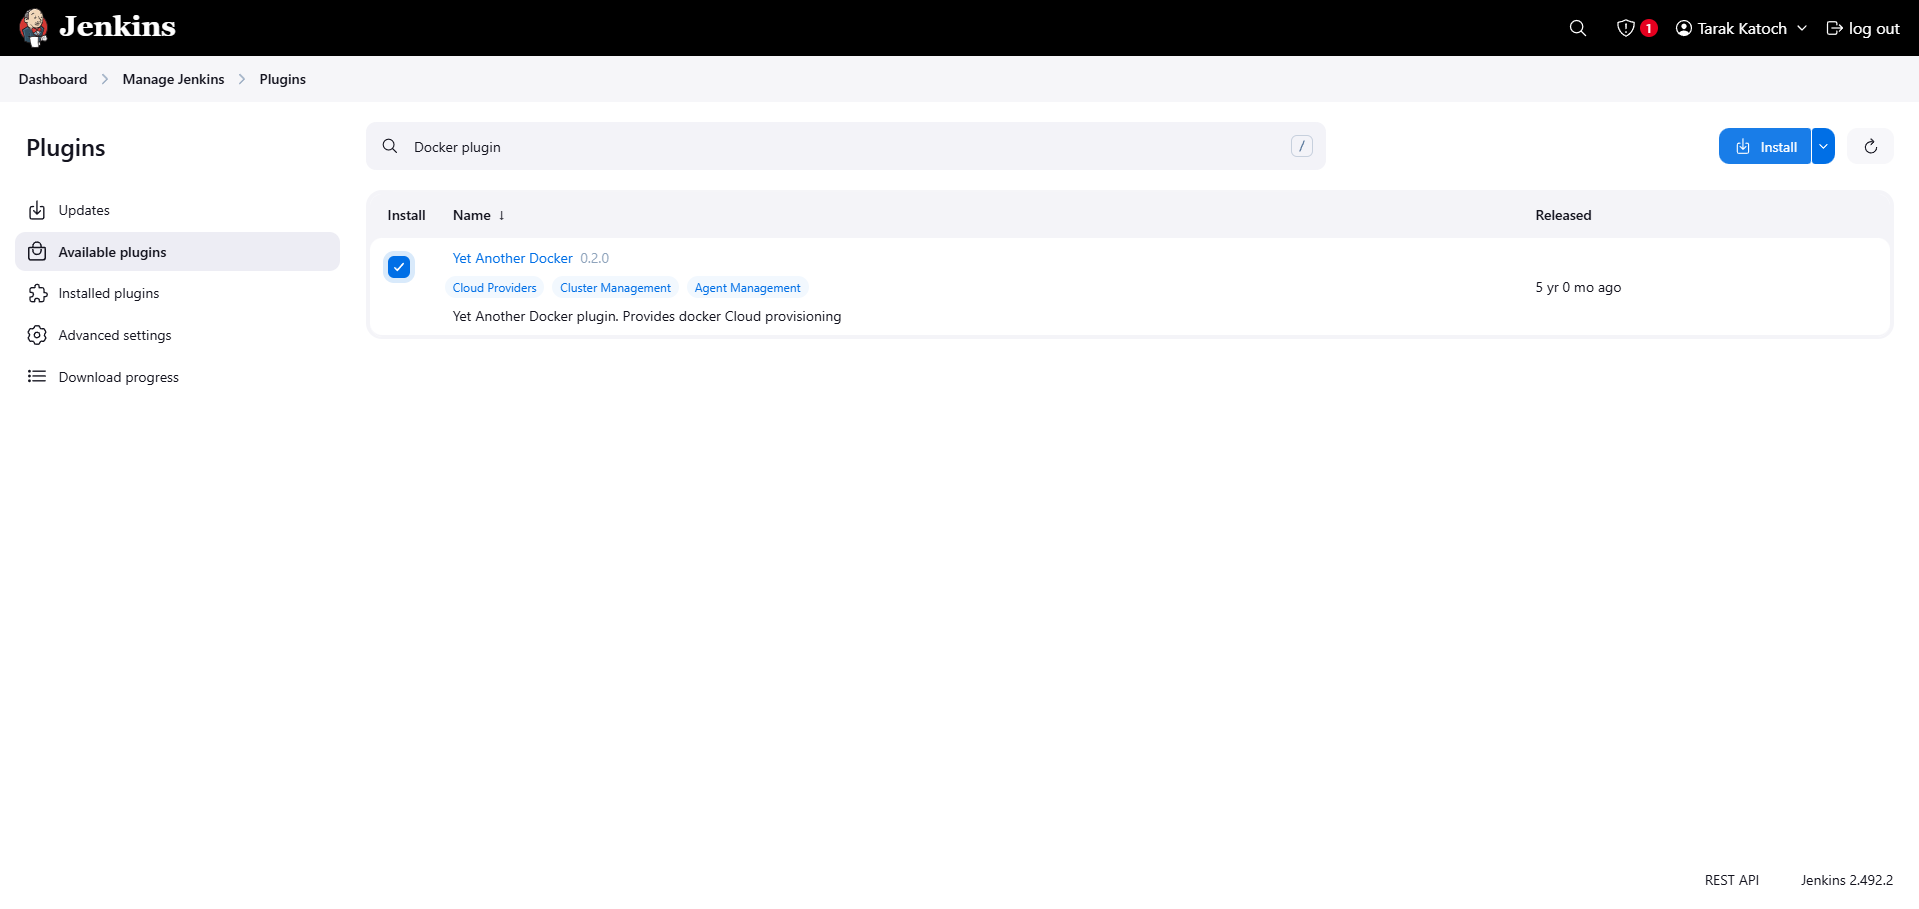 Jenkins
1
Tarak Katoch
log out
Dashboard
Manage Jenkins
Plugins
Plugins
Updates
Available plugins
Installed plugins
Advanced settings
Download progress
Docker plugin
/
Install
Install
Name ↓
Released
Yet Another Docker 0.2.0
Cloud Providers
Cluster Management
Agent Management
Yet Another Docker plugin. Provides docker Cloud provisioning
5 yr 0 mo ago
REST API
Jenkins 2.492.2